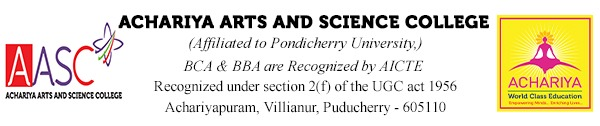 ACHARIYA ARTS AND SCIENCE COLLEGE
(Affiliated to Pondicherry University,)
BCA & BBA are Recognized by AICTE
Recognized under section 2(f) of the UGC act 1956
Achariyapuram, Villianur, Puducherry - 605110
AASC
ACHARIYA ARTS AND SCIENCE COLLEGE
ACHARIYA
World Class Education
Empowering Minds... Enriching Lives...